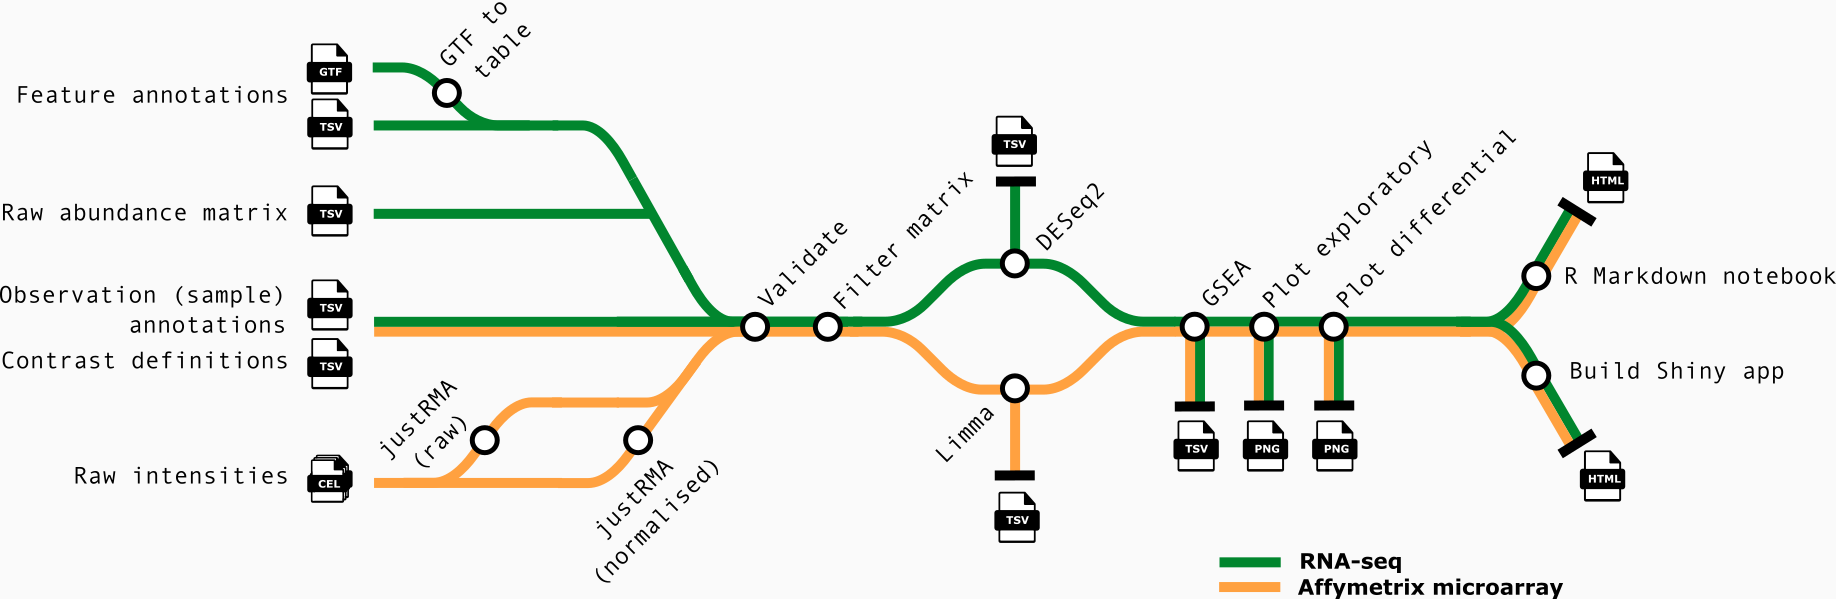 GTF to
table
Feature annotations
GTF
TSV
Raw abundance matrix
TSV
Observation (sample)
annotations
TSV
Contrast definitions
TSV
justRMA
(raw)
Raw intensities
CEL
justRMA
(normalised)
Validate
Filter matrix
TSV
DESeq2
Limma
TSV
GSEA
Plot exploratory
Plot differential
TSV
PNG
PNG
HTML
R Markdown notebook
Build Shiny app
HTML
RNA-seq
Affymetrix microarray